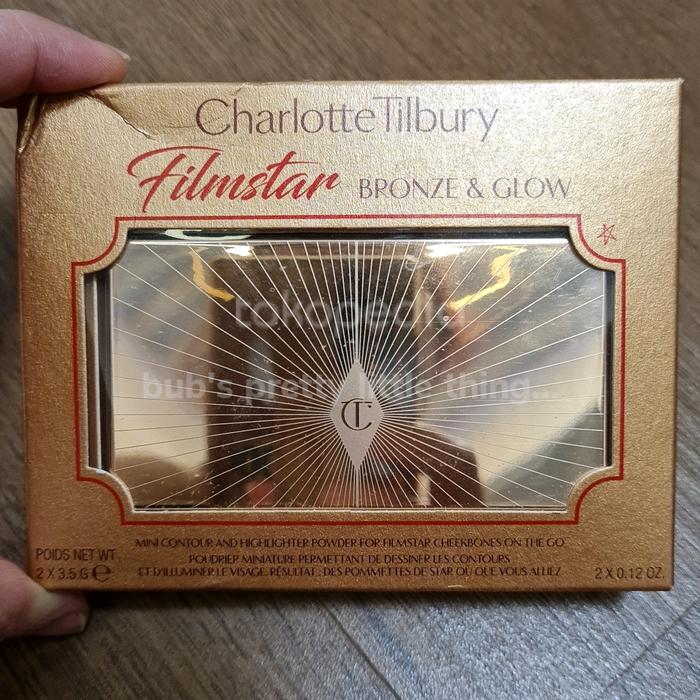 CharlotteTilbury
Filmstar BRONZE & GLOW
tokopedia
bub's pretty little thing...
CT
MINI CONTOUR AND HIGHLIGHTER POWDER FOR FILMSTAR CHEEKBONES ON THE GO
POUDRIER MINIATURE PERMETTANT DE DESSINER LES CONTOURS
ET D'ILLUMINER LE VISAGE. RÉSULTAT : DES POMMETTES DE STAR OÙ QUE VOUS ALLIEZ
POIDS NET WT
2 X 3.5 G ℮
2 X 0.12 OZ.